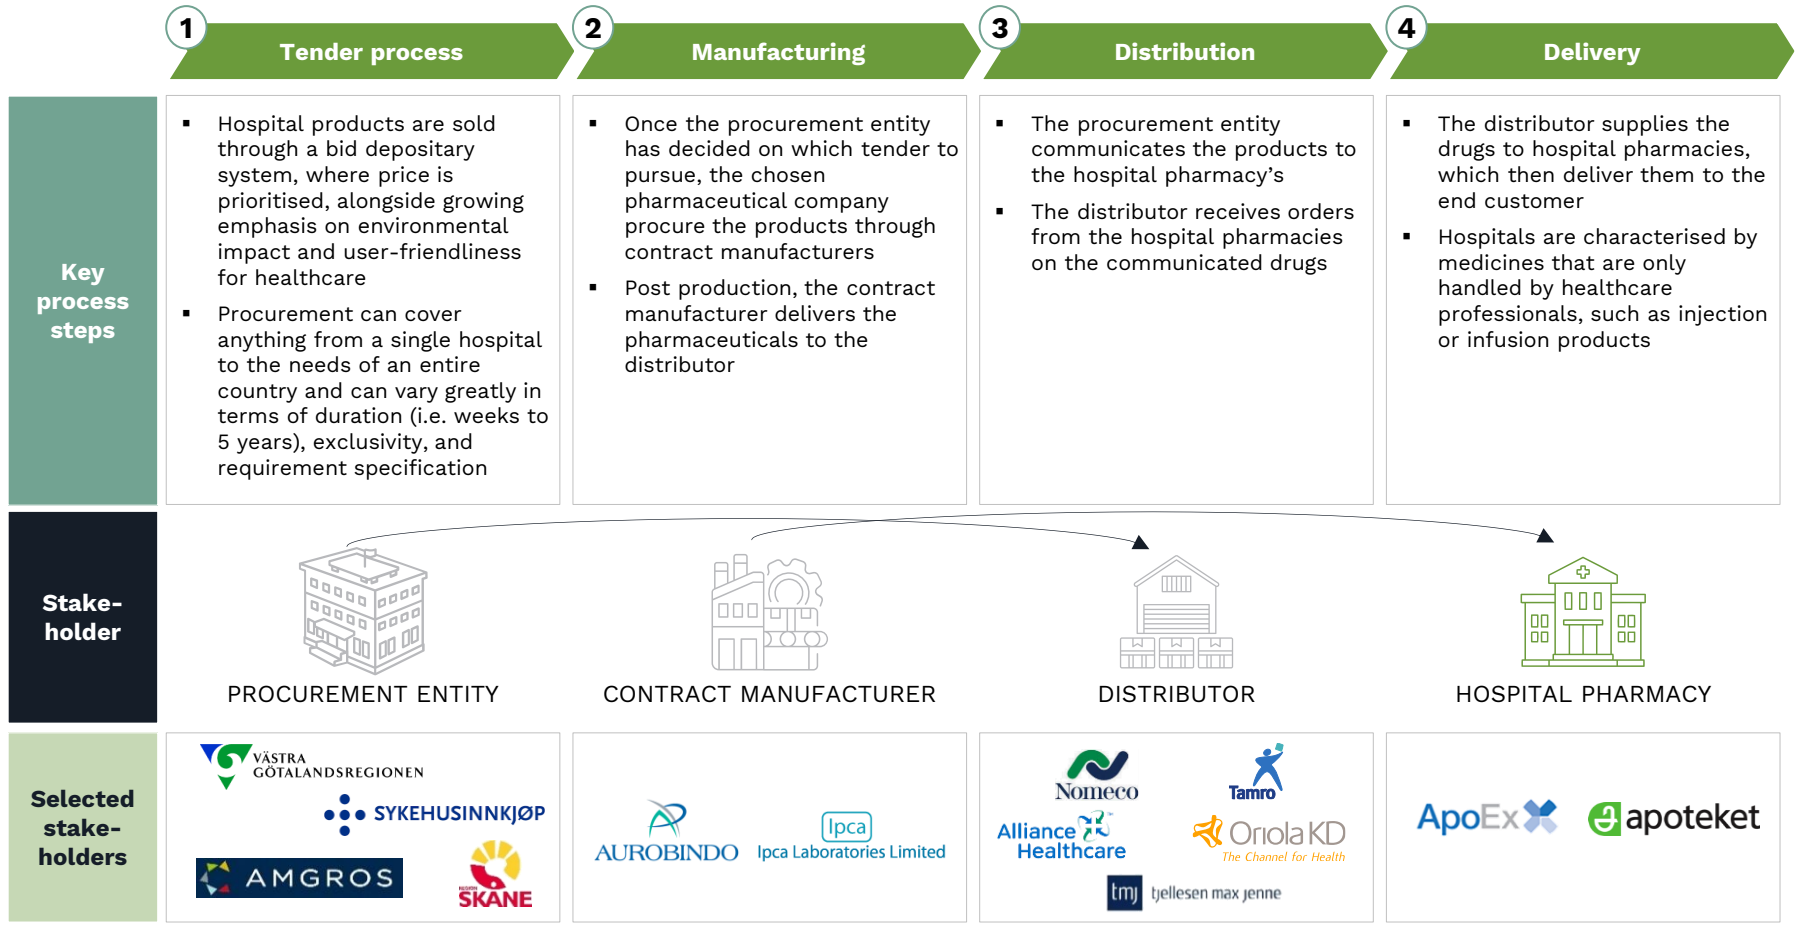 1
Tender process
2
Manufacturing
3
Distribution
4
Delivery
Key
process
steps
▪ Hospital products are sold
through a bid depositary
system, where price is
prioritised, alongside growing
emphasis on environmental
impact and user-friendliness
for healthcare
▪ Procurement can cover
anything from a single hospital
to the needs of an entire
country and can vary greatly in
terms of duration (i.e. weeks to
5 years), exclusivity, and
requirement specification
▪ Once the procurement entity
has decided on which tender to
pursue, the chosen
pharmaceutical company
procure the products through
contract manufacturers
▪ Post production, the contract
manufacturer delivers the
pharmaceuticals to the
distributor
▪ The procurement entity
communicates the products to
the hospital pharmacy’s
▪ The distributor receives orders
from the hospital pharmacies
on the communicated drugs
▪ The distributor supplies the
drugs to hospital pharmacies,
which then deliver them to the
end customer
▪ Hospitals are characterised by
medicines that are only
handled by healthcare
professionals, such as injection
or infusion products
Stake-
holder
PROCUREMENT ENTITY
CONTRACT MANUFACTURER
DISTRIBUTOR
HOSPITAL PHARMACY
Selected
stake-
holders
VÄSTRA
GÖTALANDSREGIONEN
SYKEHUSINNKJØP
AMGROS
REGION
SKÅNE
AUROBINDO
Ipca
Ipca Laboratories Limited
Nomeco
Tamro
Alliance
Healthcare
Oriola KD
The Channel for Health
tmj
tjellesen max jenne
ApoEx
apoteket